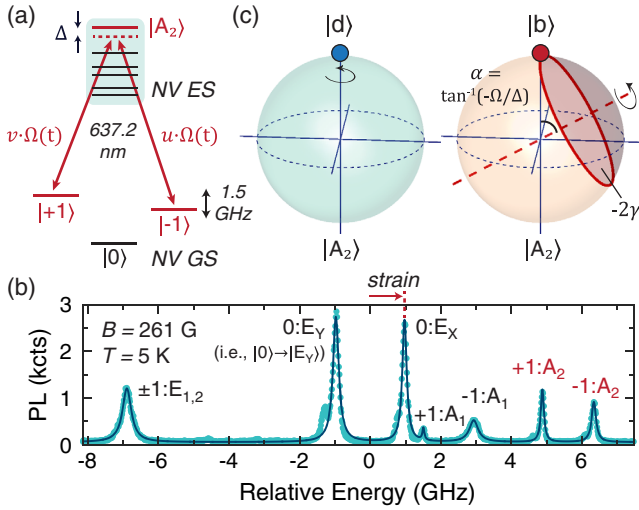 (a)
Δ
|A₂⟩
NV ES
v·Ω(t)
637.2
nm
u·Ω(t)
|+1⟩
|-1⟩
1.5
GHz
|0⟩
NV GS
(c)
|d⟩
|A₂⟩
|b⟩
α =
tan⁻¹(-Ω/Δ)
-2γ
|A₂⟩
(b)
strain
B = 261 G
T = 5 K
0:E_Y
(i.e., |0⟩→|E_Y⟩)
0:E_X
±1:E₁,₂
+1:A₁
-1:A₁
+1:A₂
-1:A₂
PL (kcts)
3
2
1
0
-8 -6 -4 -2 0 2 4 6
Relative Energy (GHz)